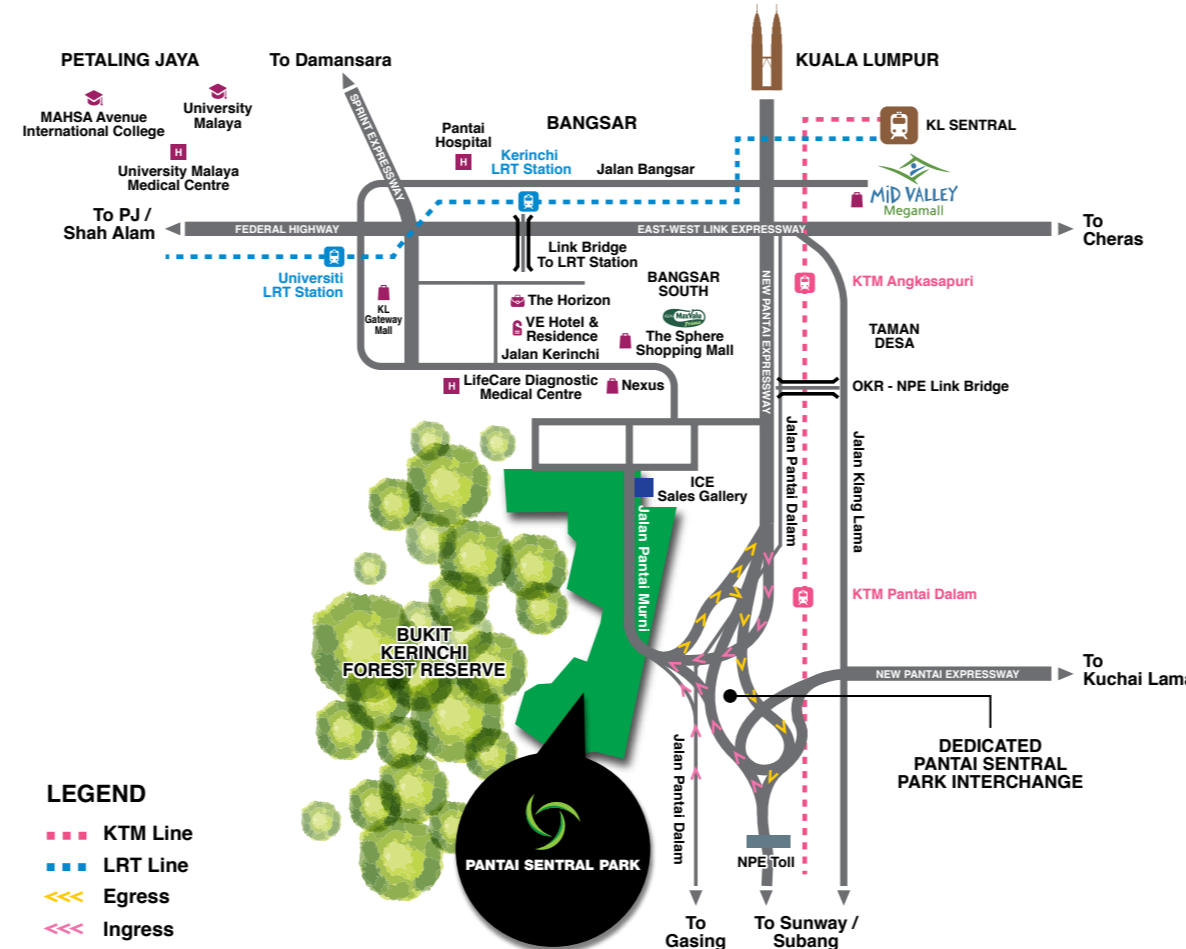 PETALING JAYA
To Damansara
KUALA LUMPUR
MAHSA Avenue
International College
University
Malaya
H
University Malaya
Medical Centre
SPRINT EXPRESSWAY
Pantai
Hospital
H
BANGSAR
Kerinchi
LRT Station
Jalan Bangsar
KL SENTRAL
MiD VALLEY
Megamall
To PJ /
Shah Alam
FEDERAL HIGHWAY
EAST-WEST LINK EXPRESSWAY
To
Cheras
Universiti
LRT Station
Link Bridge
To LRT Station
KL
Gateway
Mall
BANGSAR
SOUTH
The Horizon
VE Hotel &
Residence
MaxValu
The Sphere
Shopping Mall
Jalan Kerinchi
H
LifeCare Diagnostic
Medical Centre
Nexus
NEW PANTAI EXPRESSWAY
KTM Angkasapuri
TAMAN
DESA
OKR - NPE Link Bridge
Jalan Pantai Dalam
Jalan Klang Lama
ICE
Sales Gallery
Jalan Pantai Murni
KTM Pantai Dalam
BUKIT
KERINCHI
FOREST RESERVE
NEW PANTAI EXPRESSWAY
To
Kuchai Lama
DEDICATED
PANTAI SENTRAL
PARK INTERCHANGE
Jalan Pantai Dalam
PANTAI SENTRAL PARK
NPE Toll
To
Gasing
To Sunway /
Subang
LEGEND
KTM Line
LRT Line
Egress
Ingress